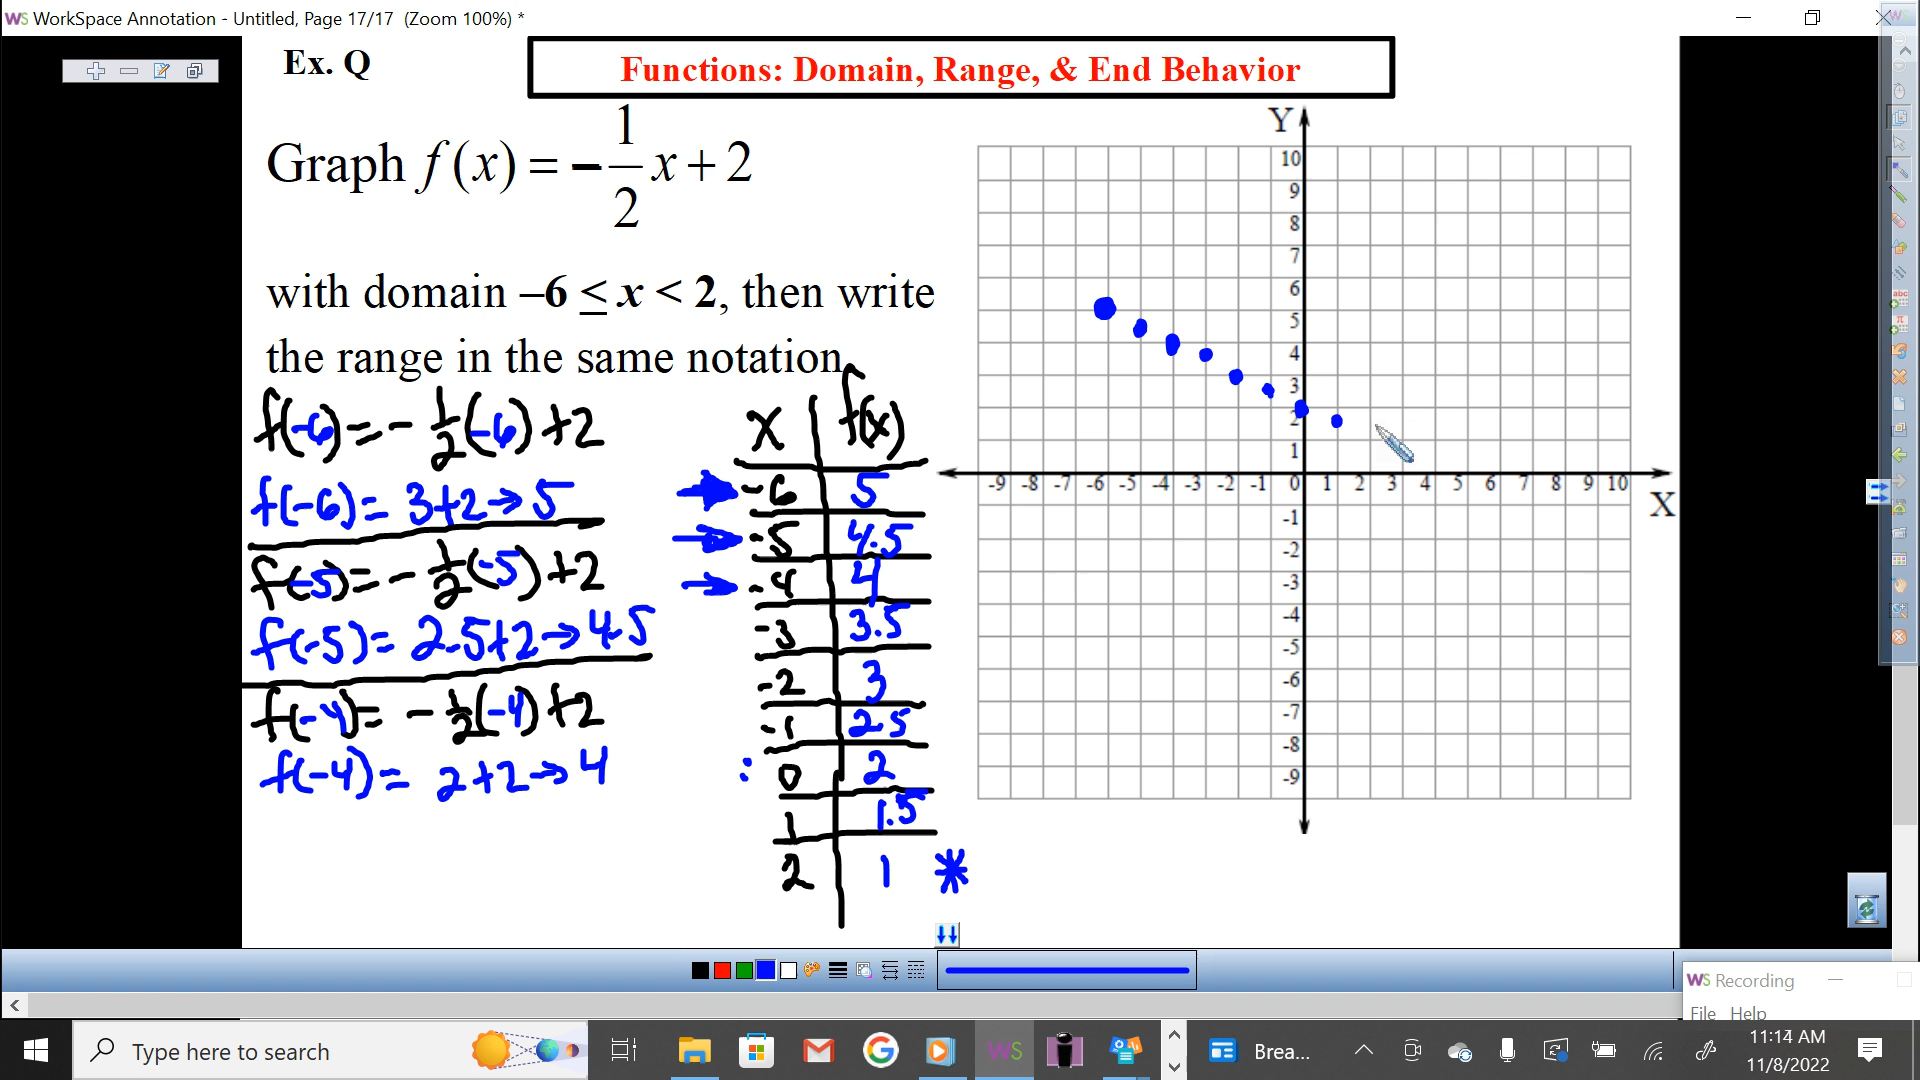 WS WorkSpace Annotation - Untitled, Page 17/17 (Zoom 100%) *
Ex. Q
Functions: Domain, Range, & End Behavior
Graph f(x) = -1/2 x + 2
with domain –6 ≤ x < 2, then write
the range in the same notation.
f(-6) = -1/2(-6) + 2
f(-6) = 3+2→5
f(-5) = -1/2(-5) + 2
f(-5) = 2.5+2→4.5
f(-4) = -1/2(-4) + 2
f(-4) = 2+2→4
x f(x)
-6 5
-5 4.5
-4 4
-3 3.5
-2 3
-1 2.5
: 0 2
1 1.5
2 1 *
Y
10
9
8
7
6
5
4
3
2
1
-9 -8 -7 -6 -5 -4 -3 -2 -1 0 1 2 3 4 5 6 7 8 9 10
X
-1
-2
-3
-4
-5
-6
-7
-8
-9
WS Recording
File Help
Type here to search
WS
Brea...
11:14 AM
11/8/2022